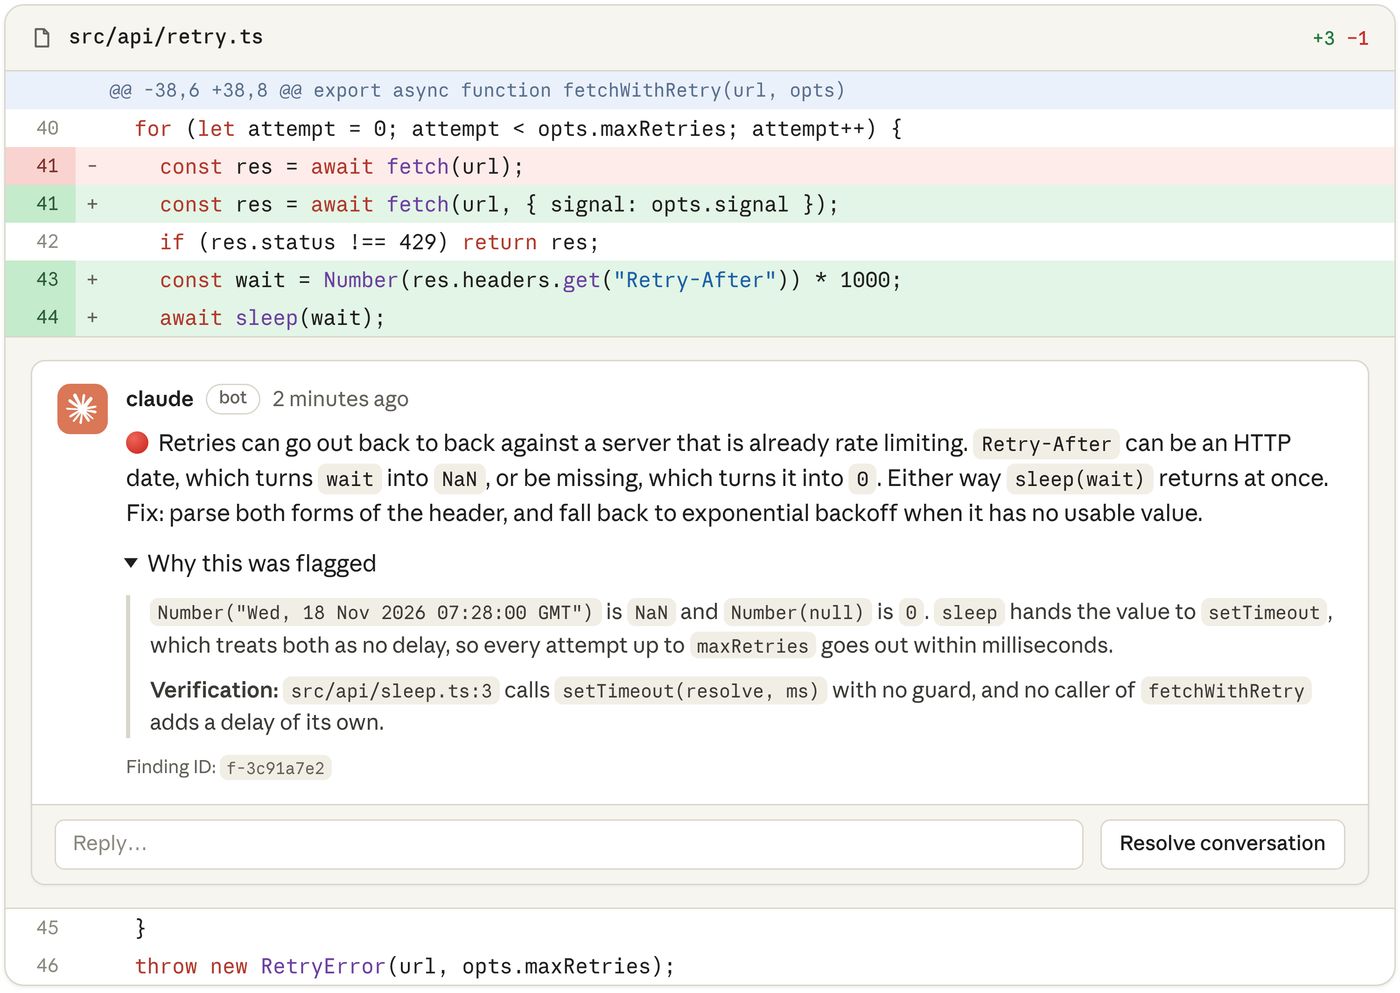 src/api/retry.ts +3 −1
@@ -38,6 +38,8 @@ export async function fetchWithRetry(url, opts)
40 for (let attempt = 0; attempt < opts.maxRetries; attempt++) {
41 - const res = await fetch(url);
41 + const res = await fetch(url, { signal: opts.signal });
42 if (res.status !== 429) return res;
43 + const wait = Number(res.headers.get("Retry-After")) * 1000;
44 + await sleep(wait);
claude bot 2 minutes ago
Retries can go out back to back against a server that is already rate limiting. Retry-After can be an HTTP
date, which turns wait into NaN, or be missing, which turns it into 0. Either way sleep(wait) returns at once.
Fix: parse both forms of the header, and fall back to exponential backoff when it has no usable value.
Why this was flagged
Number("Wed, 18 Nov 2026 07:28:00 GMT") is NaN and Number(null) is 0. sleep hands the value to setTimeout,
which treats both as no delay, so every attempt up to maxRetries goes out within milliseconds.
Verification: src/api/sleep.ts:3 calls setTimeout(resolve, ms) with no guard, and no caller of fetchWithRetry
adds a delay of its own.
Finding ID: f-3c91a7e2
Reply...
Resolve conversation
45 }
46 throw new RetryError(url, opts.maxRetries);